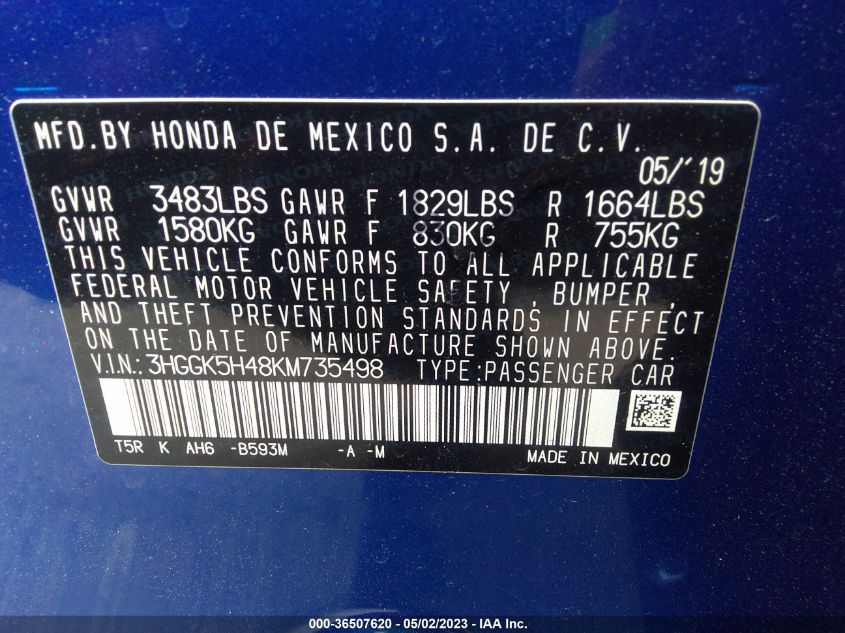 MFD.BY HONDA DE MEXICO S.A. DE C.V.
05/'19
GVWR 3483LBS GAWR F 1829LBS R 1664LBS
GVWR 1580KG GAWR F 830KG R 755KG
THIS VEHICLE CONFORMS TO ALL APPLICABLE
FEDERAL MOTOR VEHICLE SAFETY , BUMPER ,
AND THEFT PREVENTION STANDARDS IN EFFECT
ON THE DATE OF MANUFACTURE SHOWN ABOVE.
V.I.N.: 3HGGK5H48KM735498 TYPE:PASSENGER CAR
T5R K AH6 -B593M -A -M MADE IN MEXICO
000-36507620 - 05/02/2023 - IAA Inc.